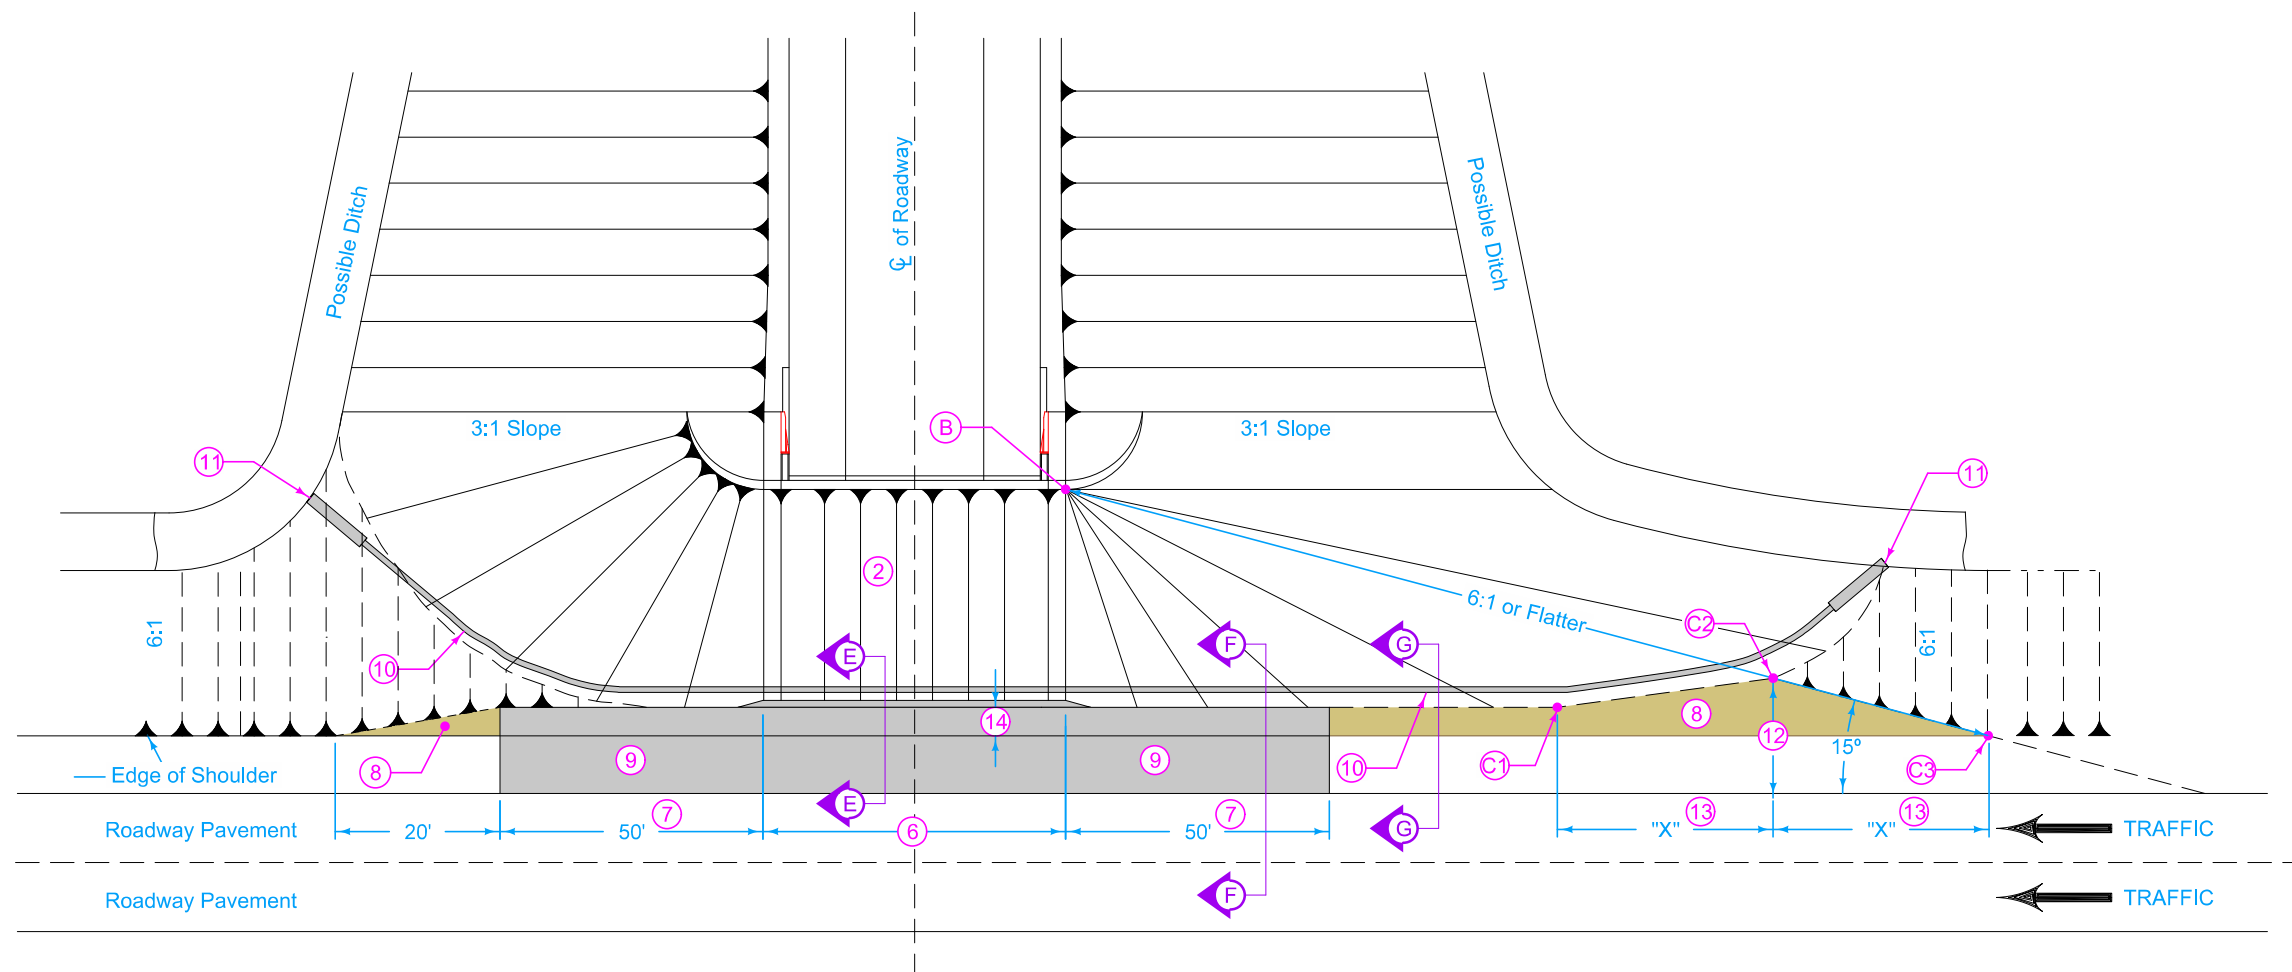 Possible Ditch
℄ of Roadway
Possible Ditch
3:1 Slope
B
3:1 Slope
11
11
2
6:1 or Flatter
C2
6:1
6:1
E
F
G
10
14
8
12
15º
8
9
9
10
C1
C3
Edge of Shoulder
E
7
7
13
13
Roadway Pavement
20'
50'
6
50'
G
"X"
"X"
TRAFFIC
Roadway Pavement
F
TRAFFIC